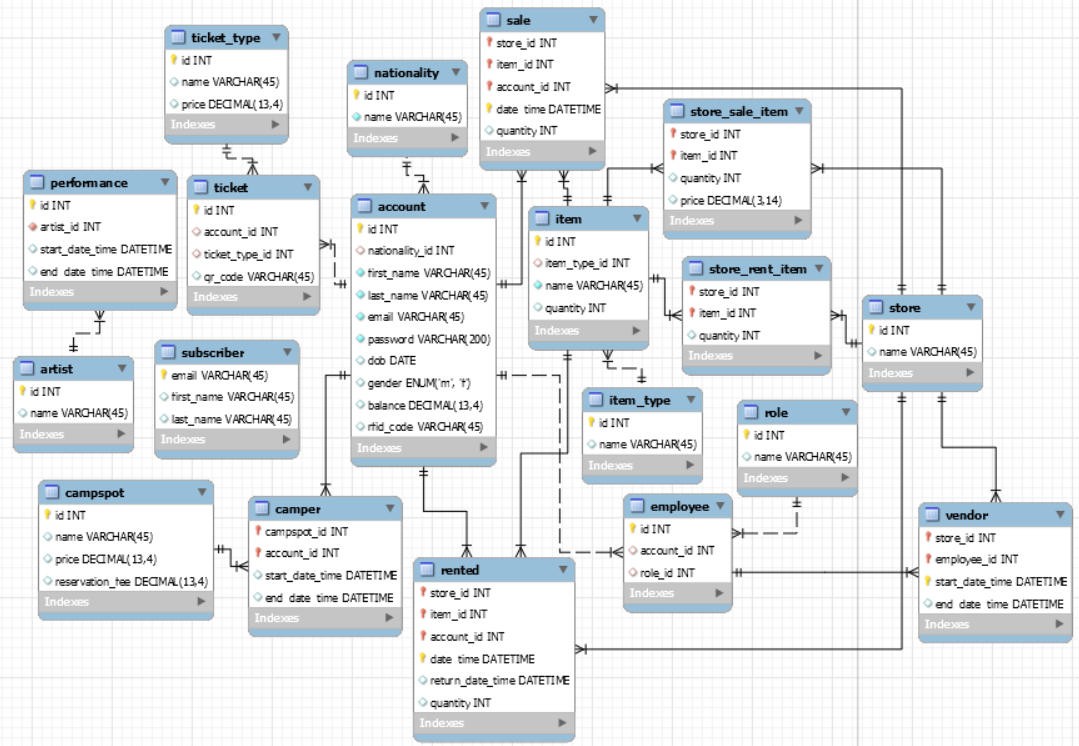 ticket_type
id INT
name VARCHAR(45)
price DECIMAL(13,4)
Indexes
nationality
id INT
name VARCHAR(45)
Indexes
sale
store_id INT
item_id INT
account_id INT
date_time DATETIME
quantity INT
Indexes
store_sale_item
store_id INT
item_id INT
quantity INT
price DECIMAL(3,14)
Indexes
performance
id INT
artist_id INT
start_date_time DATETIME
end_date_time DATETIME
Indexes
ticket
id INT
account_id INT
ticket_type_id INT
qr_code VARCHAR(45)
Indexes
account
id INT
nationality_id INT
first_name VARCHAR(45)
last_name VARCHAR(45)
email VARCHAR(45)
password VARCHAR(200)
dob DATE
gender ENUM('m', 'f')
balance DECIMAL(13,4)
rfid_code VARCHAR(45)
Indexes
item
id INT
item_type_id INT
name VARCHAR(45)
quantity INT
Indexes
store_rent_item
store_id INT
item_id INT
quantity INT
Indexes
store
id INT
name VARCHAR(45)
Indexes
artist
id INT
name VARCHAR(45)
Indexes
subscriber
email VARCHAR(45)
first_name VARCHAR(45)
last_name VARCHAR(45)
Indexes
item_type
id INT
name VARCHAR(45)
Indexes
role
id INT
name VARCHAR(45)
Indexes
campspot
id INT
name VARCHAR(45)
price DECIMAL(13,4)
reservation_fee DECIMAL(13,4)
Indexes
camper
campspot_id INT
account_id INT
start_date_time DATETIME
end_date_time DATETIME
Indexes
rented
store_id INT
item_id INT
account_id INT
date_time DATETIME
return_date_time DATETIME
quantity INT
Indexes
employee
id INT
account_id INT
role_id INT
Indexes
vendor
store_id INT
employee_id INT
start_date_time DATETIME
end_date_time DATETIME
Indexes